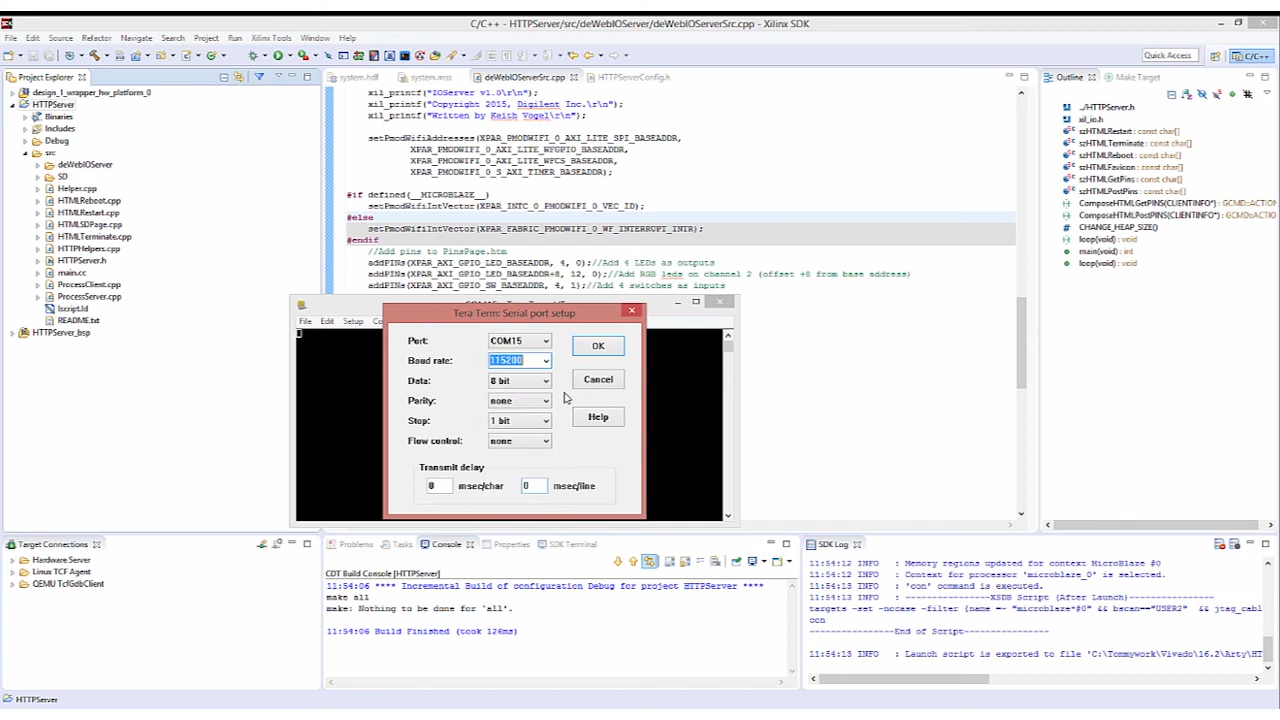 C/C++ - HTTPServer/src/deWebIOServer/deWebIOServerSrc.cpp - Xilinx SDK
File Edit Source Refactor Navigate Search Project Run Xilinx Tools Window Help
Quick Access
C/C++
Project Explorer
design_1_wrapper_hw_platform_0
HTTPServer
Binaries
Includes
Debug
src
deWebIOServer
SD
Helper.cpp
HTMLReboot.cpp
HTMLRestart.cpp
HTMLSDPage.cpp
HTMLTerminate.cpp
HTTPHelpers.cpp
HTTPServer.h
main.cc
ProcessClient.cpp
ProcessServer.cpp
lscript.ld
README.txt
HTTPServer_bsp
system.hdf
system.mss
deWebIOServerSrc.cpp
HTTPServerConfig.h
xil_printf("IOServer v1.0\r\n");
xil_printf("Copyright 2015, Digilent Inc.\r\n");
xil_printf("Written by Keith Vogel\r\n");
setPmodWifiAddresses(XPAR_PMODWIFI_0_AXI_LITE_SPI_BASEADDR,
XPAR_PMODWIFI_0_AXI_LITE_WFGPIO_BASEADDR,
XPAR_PMODWIFI_0_AXI_LITE_WFCS_BASEADDR,
XPAR_PMODWIFI_0_S_AXI_TIMER_BASEADDR);
#if defined(__MICROBLAZE__)
setPmodWifiIntVector(XPAR_INTC_0_PMODWIFI_0_VEC_ID);
#else
setPmodWifiIntVector(XPAR_FABRIC_PMODWIFI_0_WF_INTERRUPT_INTR);
#endif
//Add pins to PinsPage.htm
addPINs(XPAR_AXI_GPIO_LED_BASEADDR, 4, 0);//Add 4 LEDs as outputs
addPINs(XPAR_AXI_GPIO_LED_BASEADDR+8, 12, 0);//Add RGB leds on channel 2 (offset +8 from base address)
addPINs(XPAR_AXI_GPIO_SW_BASEADDR, 4, 1);//Add 4 switches as inputs
File Edit Setup
Tera Term: Serial port setup
Port: COM15
OK
Baud rate: 115200
Data: 8 bit
Cancel
Parity: none
Stop: 1 bit
Help
Flow control: none
Transmit delay
0 msec/char 0 msec/line
Outline
Make Target
../HTTPServer.h
xil_io.h
szHTMLRestart : const char[]
szHTMLTerminate : const char[]
szHTMLReboot : const char[]
szHTMLFavicon : const char[]
szHTMLGetPins : const char[]
szHTMLPostPins : const char[]
ComposeHTMLGetPINS(CLIENTINFO*) : GCMD::ACTION
ComposeHTMLPostPINS(CLIENTINFO*) : GCMD::ACTION
CHANGE_HEAP_SIZE()
loop(void) : void
main(void) : int
loop(void) : void
Target Connections
Hardware Server
Linux TCF Agent
QEMU TcfGdbClient
Problems
Tasks
Console
Properties
SDK Terminal
CDT Build Console [HTTPServer]
11:54:06 **** Incremental Build of configuration Debug for project HTTPServer ****
make all
make: Nothing to be done for 'all'.
11:54:06 Build Finished (took 126ms)
SDK Log
11:54:12 INFO : Memory regions updated for context MicroBlaze #0
11:54:12 INFO : Context for processor 'microblaze_0' is selected.
11:54:13 INFO : 'con' command is executed.
11:54:13 INFO : ----------------XSDB Script (After Launch)----------------
targets -set -nocase -filter {name =~ "microblaze*#0" && bscan=="USER2" && jtag_cabl
con
----------------End of Script----------------
11:54:13 INFO : Launch script is exported to file 'C:\Tommywork\Vivado\16.2\Arty\HT
HTTPServer